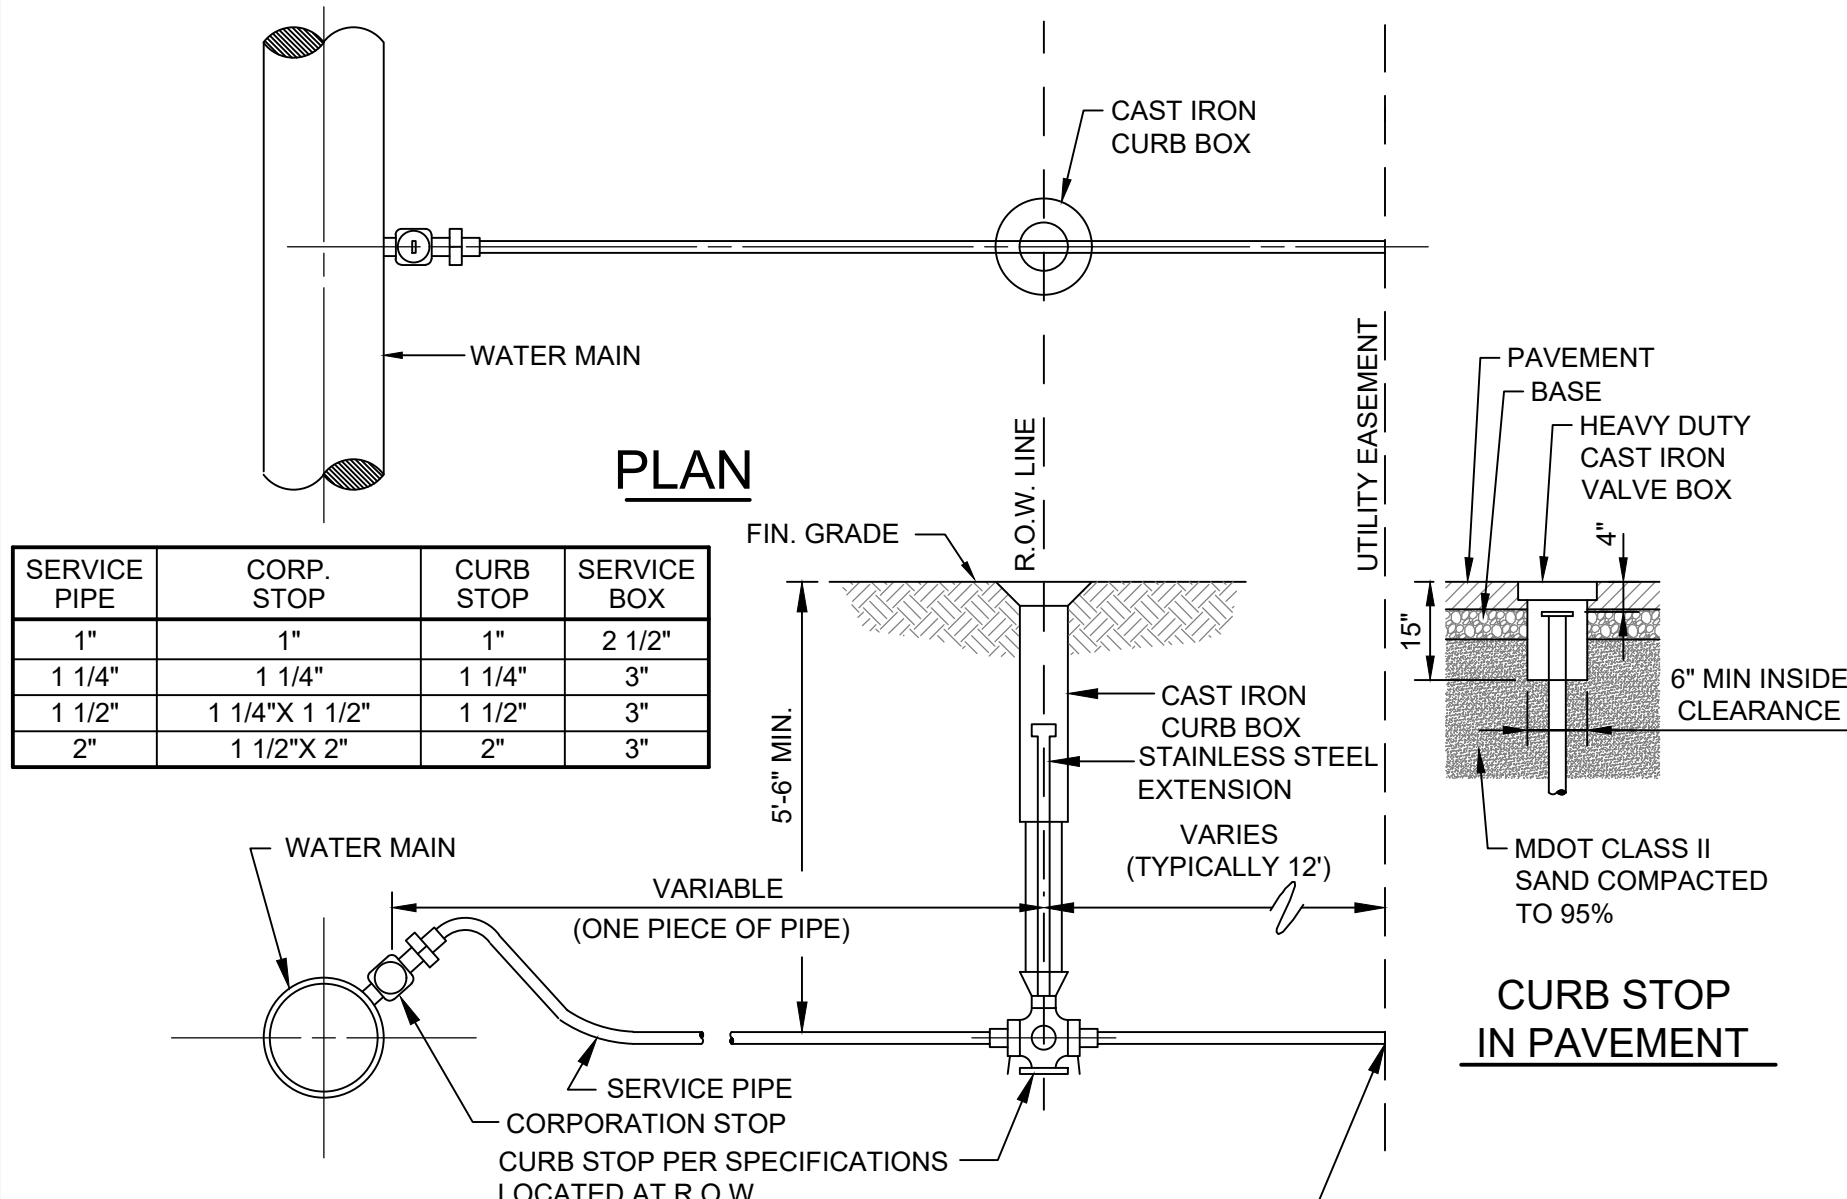 CAST IRON
CURB BOX
WATER MAIN
PLAN
R.O.W. LINE
UTILITY EASEMENT
PAVEMENT
BASE
HEAVY DUTY
CAST IRON
VALVE BOX
4"
15"
6" MIN INSIDE
CLEARANCE
MDOT CLASS II
SAND COMPACTED
TO 95%
CURB STOP
IN PAVEMENT
SERVICE PIPE CORP. STOP CURB STOP SERVICE BOX
1" 1" 1" 2 1/2"
1 1/4" 1 1/4" 1 1/4" 3"
1 1/2" 1 1/4"X 1 1/2" 1 1/2" 3"
2" 1 1/2"X 2" 2" 3"
FIN. GRADE
5'-6" MIN.
CAST IRON
CURB BOX
STAINLESS STEEL
EXTENSION
VARIES
(TYPICALLY 12')
WATER MAIN
VARIABLE
(ONE PIECE OF PIPE)
SERVICE PIPE
CORPORATION STOP
CURB STOP PER SPECIFICATIONS
LOCATED AT R.O.W.